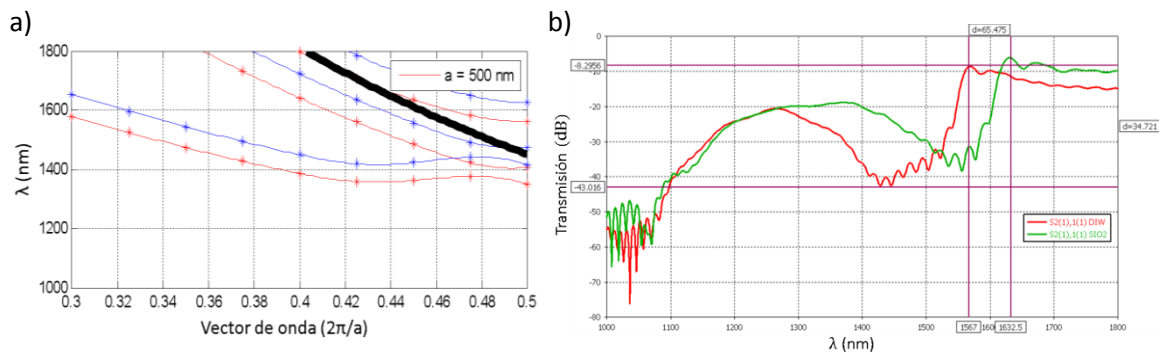 a)
1800
1600
1400
1200
1000
λ (nm)
0.3 0.32 0.34 0.36 0.38 0.4 0.42 0.44 0.46 0.48 0.5
Vector de onda (2π/a)
a = 500 nm
b)
d=65.475
0
-8.2956
-10
-20
-30
-40
-43.016
-50
-60
-70
-80
Transmisión (dB)
d=34.721
S2(1),1(1) DIW
S2(1),1(1) SIO2
1000 1100 1200 1300 1400 1500 1567 1600 1632.5 1700 1800
λ (nm)